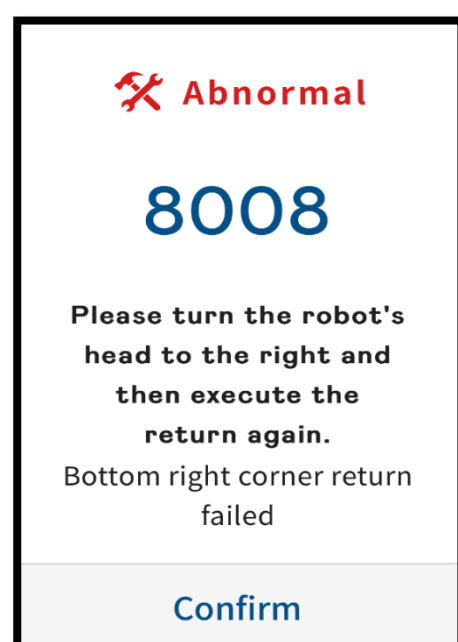 Abnormal
8008
Please turn the robot's
head to the right and
then execute the
return again.
Bottom right corner return
failed
Confirm